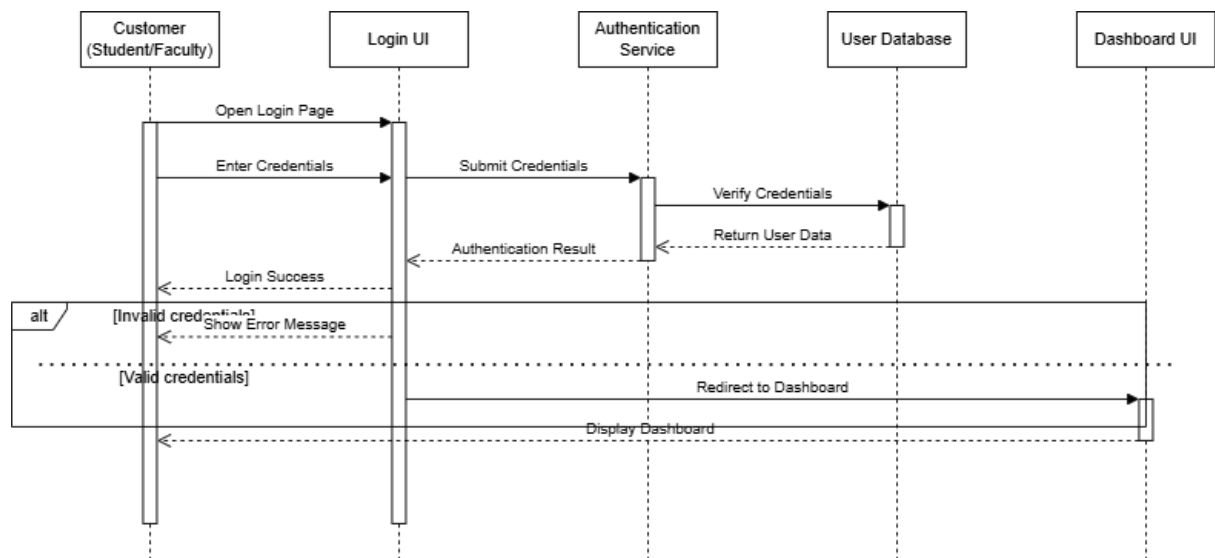 Customer
(Student/Faculty)
Login UI
Authentication
Service
User Database
Dashboard UI
Open Login Page
Enter Credentials
Submit Credentials
Verify Credentials
Return User Data
Authentication Result
Login Success
alt
[Invalid credentials]
Show Error Message
[Valid credentials]
Redirect to Dashboard
Display Dashboard